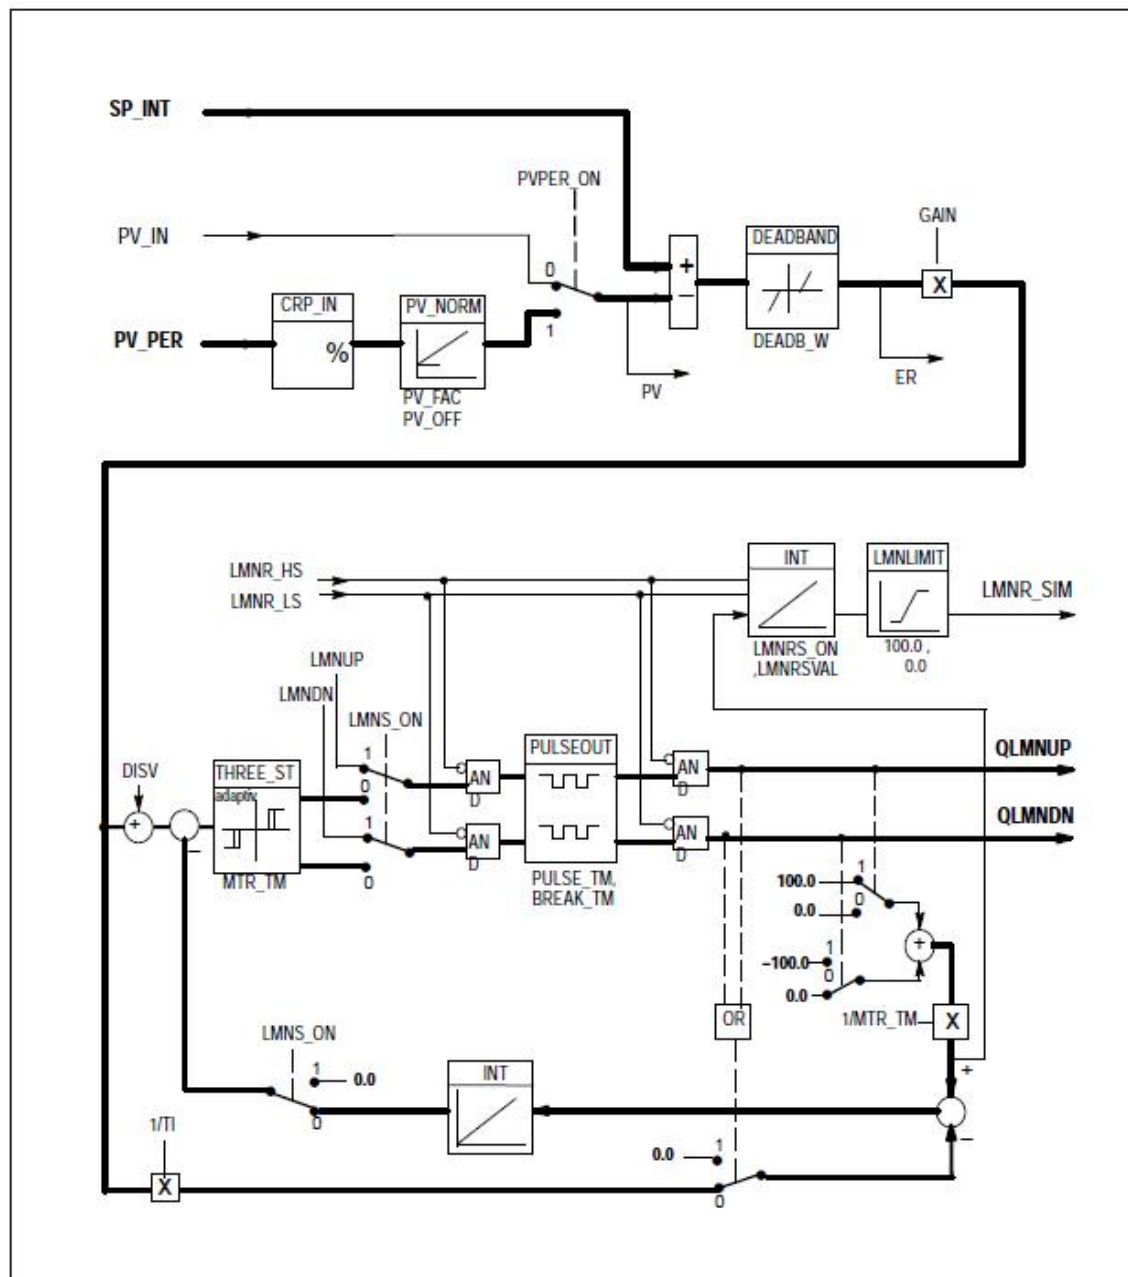 SP_INT
PVPER_ON
GAIN
PV_IN
DEADBAND
0
+
X
CRP_IN
PV_NORM
−
1
PV_PER
%
DEADB_W
ER
PV_FAC
PV
PV_OFF
INT
LMNLIMIT
LMNR_HS
LMNR_LS
LMNR_SIM
LMNRS_ON
100.0 ,
,LMNRSVAL
0.0
LMNUP
LMNDN
LMNS_ON
PULSEOUT
QLMNUP
1
DISV
THREE_ST
AN
AN
0
D
D
adaptiv
QLMNDN
+
1
AN
AN
−
D
D
MTR_TM
0
PULSE_TM,
BREAK_TM
1
100.0
0
0.0
+
1
−100.0
0
0.0
OR
1/MTR_TM
X
LMNS_ON
1
0.0
INT
+
0
−
1/TI
1
0.0
X
0